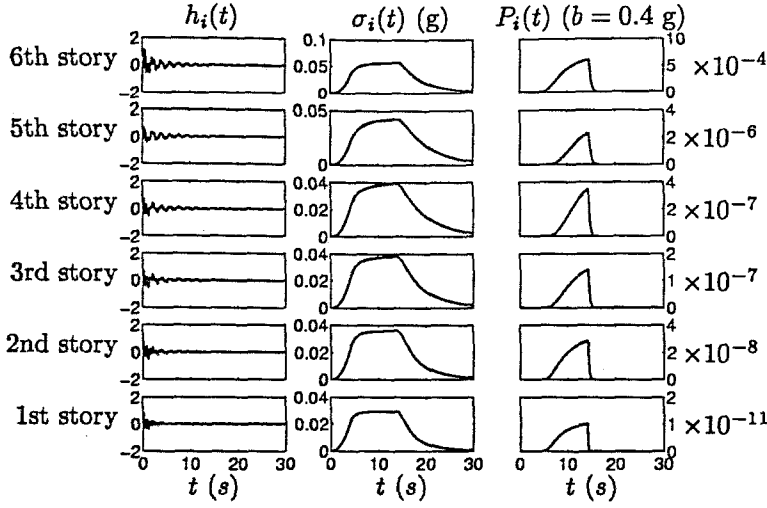 h_i(t) σ_i(t) (g) P_i(t) (b = 0.4 g)
6th story 2 0 −2 0.1 0.05 0 10 5 0 ×10^−4
5th story 2 0 −2 0.05 0 4 2 0 ×10^−6
4th story 2 0 −2 0.04 0.02 0 4 2 0 ×10^−7
3rd story 2 0 −2 0.04 0.02 0 2 1 0 ×10^−7
2nd story 2 0 −2 0.04 0.02 0 4 2 0 ×10^−8
1st story 2 0 −2 0.04 0.02 0 2 1 0 ×10^−11
0 10 20 30 0 10 20 30 0 10 20 30
t (s) t (s) t (s)